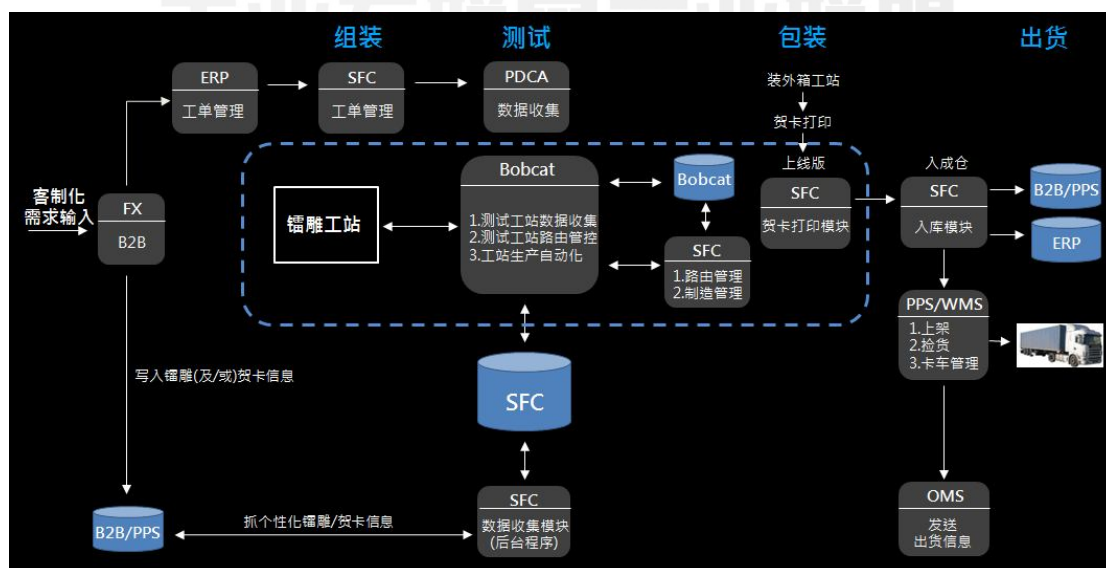 组装
测试
包装
出货
ERP
工单管理
SFC
工单管理
PDCA
数据收集
装外箱工站
贺卡打印
上线版
SFC
贺卡打印模块
入成仓
SFC
入库模块
B2B/PPS
ERP
客制化
需求输入
FX
B2B
镭雕工站
Bobcat
1.测试工站数据收集
2.测试工站路由管控
3.工站生产自动化
Bobcat
SFC
1.路由管理
2.制造管理
PPS/WMS
1.上架
2.捡货
3.卡车管理
写入镭雕(及/或)贺卡信息
SFC
B2B/PPS
抓个性化镭雕/贺卡信息
SFC
数据收集模块
(后台程序)
OMS
发送
出货信息